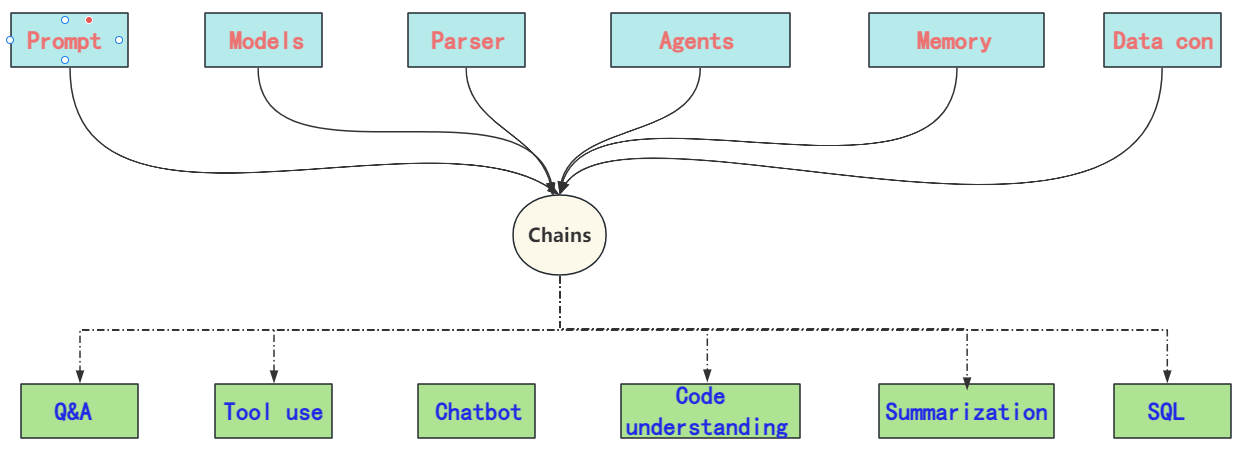 Prompt
Models
Parser
Agents
Memory
Data con
Chains
Q&A
Tool use
Chatbot
Code
understanding
Summarization
SQL